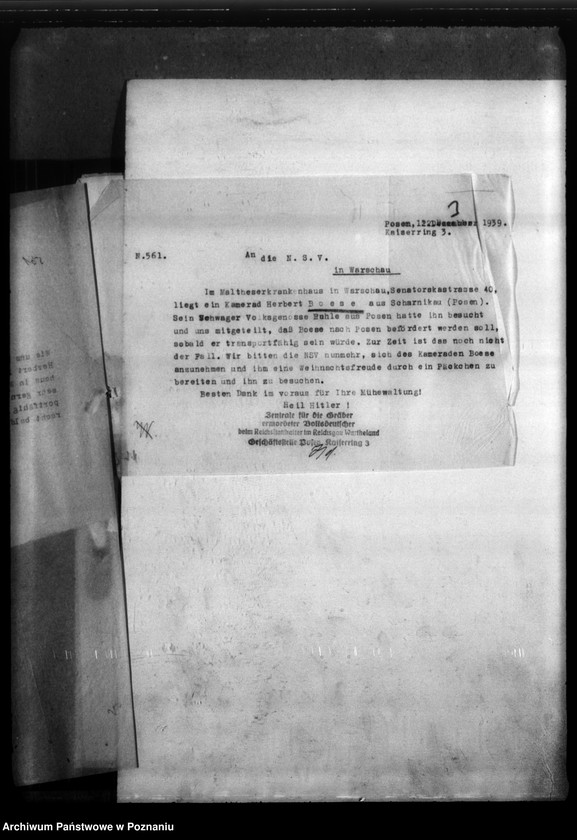 1
Posen, 12.Dezember 1939.
Kaiserring 3.
N.561.
An die N. S. V.
in Warschau
Im Maltheserkrankenhaus in Warschau, Senatorskastrasse 40,
liegt ein Kamerad Herbert B o e s e aus Scharnikau (Posen).
Sein Schwager Volksgenosse Ruhle aus Posen hatte ihn besucht
und uns mitgeteilt, daß Boese nach Posen befördert werden soll,
sobald er transportfähig sein würde. Zur Zeit ist das noch nicht
der Fall. Wir bitten die NSV nunmehr, sich des Kameraden Boese
anzunehmen und ihm eine Weihnachtsfreude durch ein Päckchen zu
bereiten und ihn zu besuchen.
Besten Dank im voraus für Ihre Mühewaltung!
Heil Hitler !
Zentrale für die Gräber
ermordeter Volksdeutscher
beim Reichsstatthalter im Reichsgau Wartheland
Geschäftsstelle Posen, Kaiserring 3
Archiwum Państwowe w Poznaniu